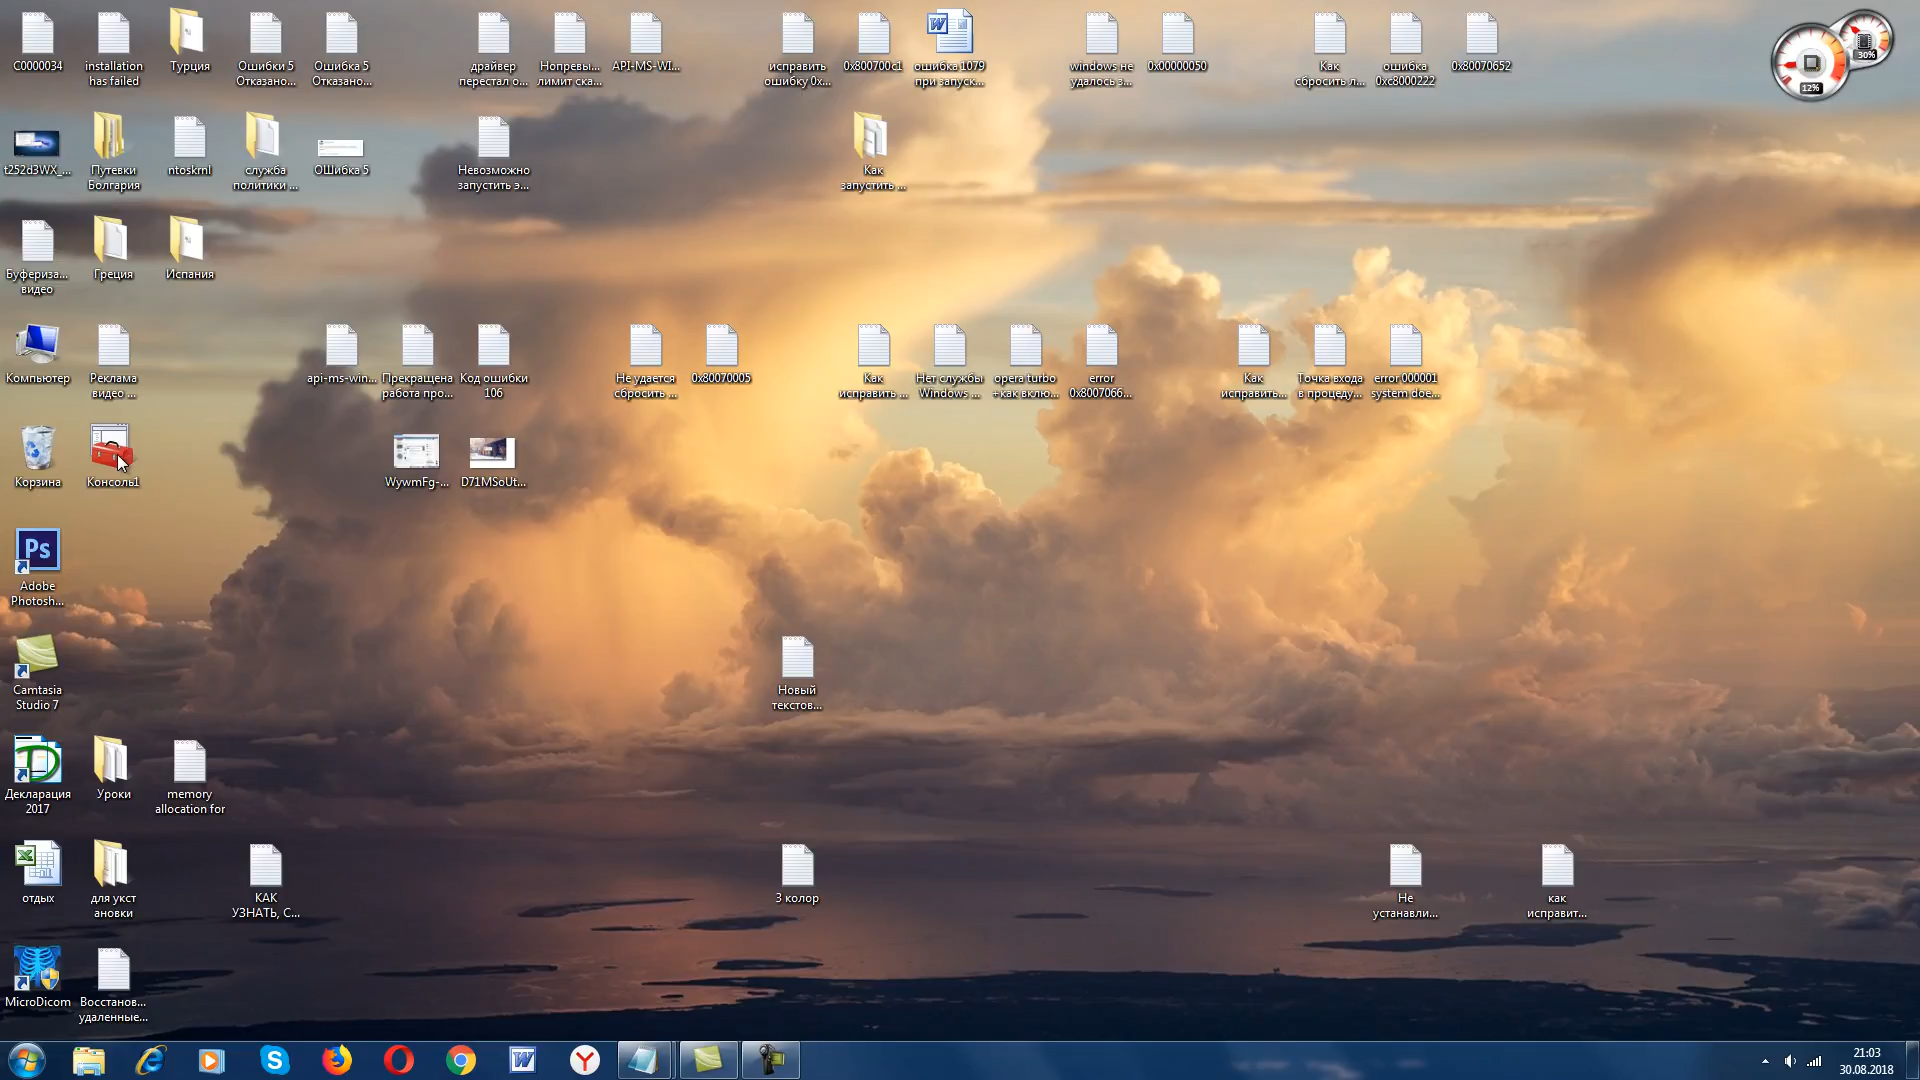 C0000034
installation
has failed
Турция
Ошибки 5
Отказано...
Ошибка 5
Отказано...
драйвер
перестал о...
Нопревы...
лимит ска...
API-MS-WI...
исправить
ошибку 0x...
0x800700c1
ошибка 1079
при запуск...
windows не
удалось з...
0x00000050
Как
сбросить л...
ошибка
0xc8000222
0x80070652
12%
30%
t252d3WX_...
Путевки
Болгария
ntoskrnl
служба
политики ...
ОШибка 5
Невозможно
запустить э...
Как
запустить ...
Буфериза...
видео
Греция
Испания
Компьютер
Реклама
видео ...
api-ms-win...
Прекращена
работа про...
Код ошибки
106
Не удается
сбросить ...
0x80070005
Как
исправить ...
Нет службы
Windows ...
opera turbo
+как вклю...
error
0x8007066...
Как
исправить...
Точка входа
в процеду...
error 000001
system doe...
Корзина
Консоль1
WywmFg-...
D71MSoUt...
Ps
Adobe
Photosh...
Camtasia
Studio 7
Новый
текстов...
Декларация
2017
Уроки
memory
allocation for
отдых
для укст
ановки
КАК
УЗНАТЬ, С...
3 колор
Не
устанавли...
как
исправит...
MicroDicom
Восстанов...
удаленные...
21:03
30.08.2018